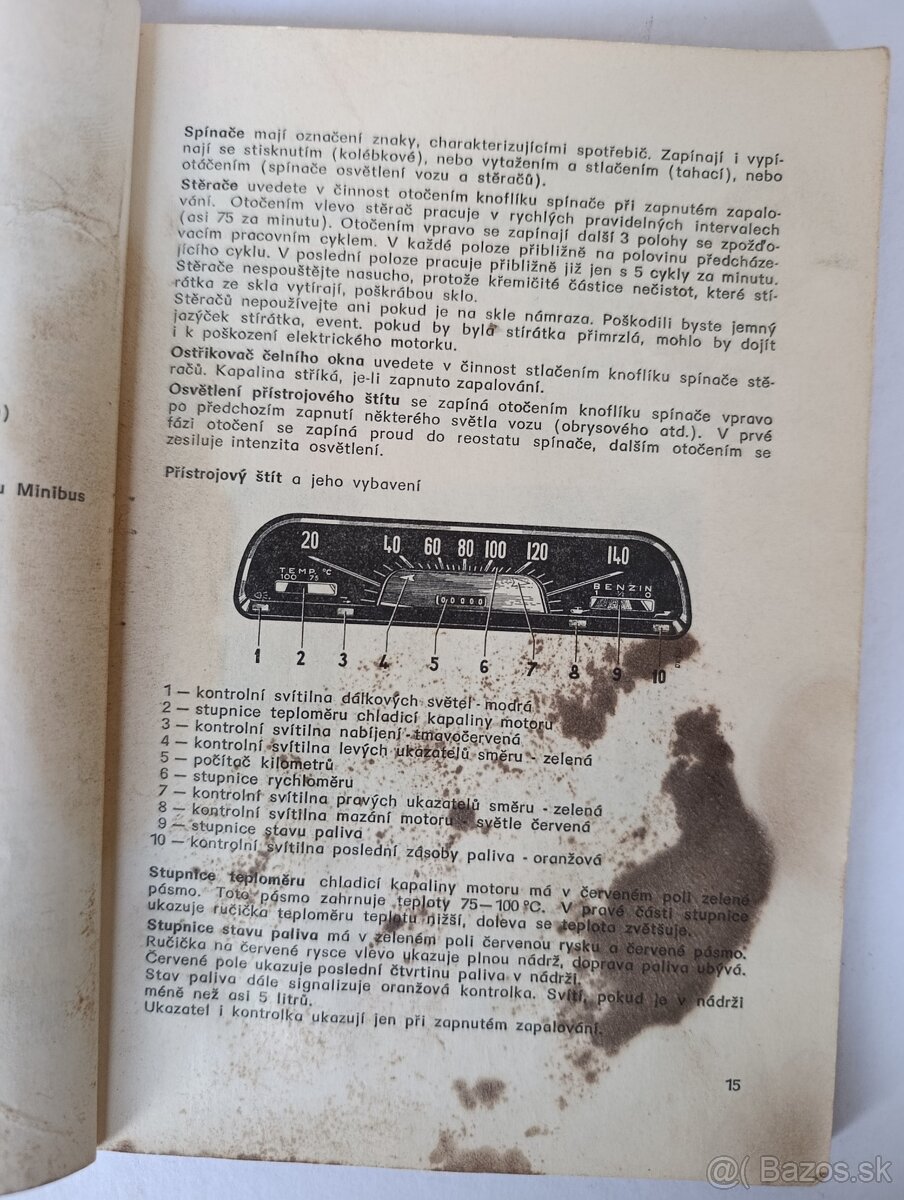 )
u Minibus
Spínače mají označení znaky, charakterizujícími spotřebič. Zapínají i vypí-
nají se stisknutím (kolébkové), nebo vytažením a stlačením (tahací), nebo
otáčením (spínače osvětlení vozu a stěračů).
Stěrače uvedete v činnost otočením knoflíku spínače při zapnutém zapalo-
vání. Otočením vlevo stěrač pracuje v rychlých pravidelných intervalech
(asi 75 za minutu). Otočením vpravo se zapínají další 3 polohy se zpožďo-
vacím pracovním cyklem. V každé poloze přibližně na polovinu předcháze-
jícího cyklu. V poslední poloze pracuje přibližně již jen s 5 cykly za minutu.
Stěrače nespouštějte nasucho, protože křemičité částice nečistot, které stí-
rátka ze skla vytírají, poškrábou sklo.
Stěračů nepoužívejte ani pokud je na skle námraza. Poškodili byste jemný
jazýček stírátka, event. pokud by byla stírátka přimrzlá, mohlo by dojít
i k poškození elektrického motorku.
Ostřikovač čelního okna uvedete v činnost stlačením knoflíku spínače stě-
račů. Kapalina stříká, je-li zapnuto zapalování.
Osvětlení přístrojového štítu se zapíná otočením knoflíku spínače vpravo
po předchozím zapnutí některého světla vozu (obrysového atd.). V prvé
fázi otočení se zapíná proud do reostatu spínače, dalším otočením se
zesiluje intenzita osvětlení.
Přístrojový štít a jeho vybavení
20 40 60 80 100 120 140
TEMP. °C
100 75
BENZIN
1 ½ 0
00000
1 2 3 4 5 6 7 8 9 10
1 — kontrolní svítilna dálkových světel - modrá
2 — stupnice teploměru chladicí kapaliny motoru
3 — kontrolní svítilna nabíjení - tmavočervená
4 — kontrolní svítilna levých ukazatelů směru - zelená
5 — počítač kilometrů
6 — stupnice rychloměru
7 — kontrolní svítilna pravých ukazatelů směru - zelená
8 — kontrolní svítilna mazání motoru - světle červená
9 — stupnice stavu paliva
10 — kontrolní svítilna poslední zásoby paliva - oranžová
Stupnice teploměru chladicí kapaliny motoru má v červeném poli zelené
pásmo. Toto pásmo zahrnuje teploty 75—100 °C. V pravé části stupnice
ukazuje ručička teploměru teplotu nižší, doleva se teplota zvětšuje.
Stupnice stavu paliva má v zeleném poli červenou rysku a červené pásmo.
Ručička na červené rysce vlevo ukazuje plnou nádrž, doprava paliva ubývá.
Červené pole ukazuje poslední čtvrtinu paliva v nádrži.
Stav paliva dále signalizuje oranžová kontrolka. Svítí, pokud je v nádrži
méně než asi 5 litrů.
Ukazatel i kontrolka ukazují jen při zapnutém zapalování.
15
@( Bazos.sk